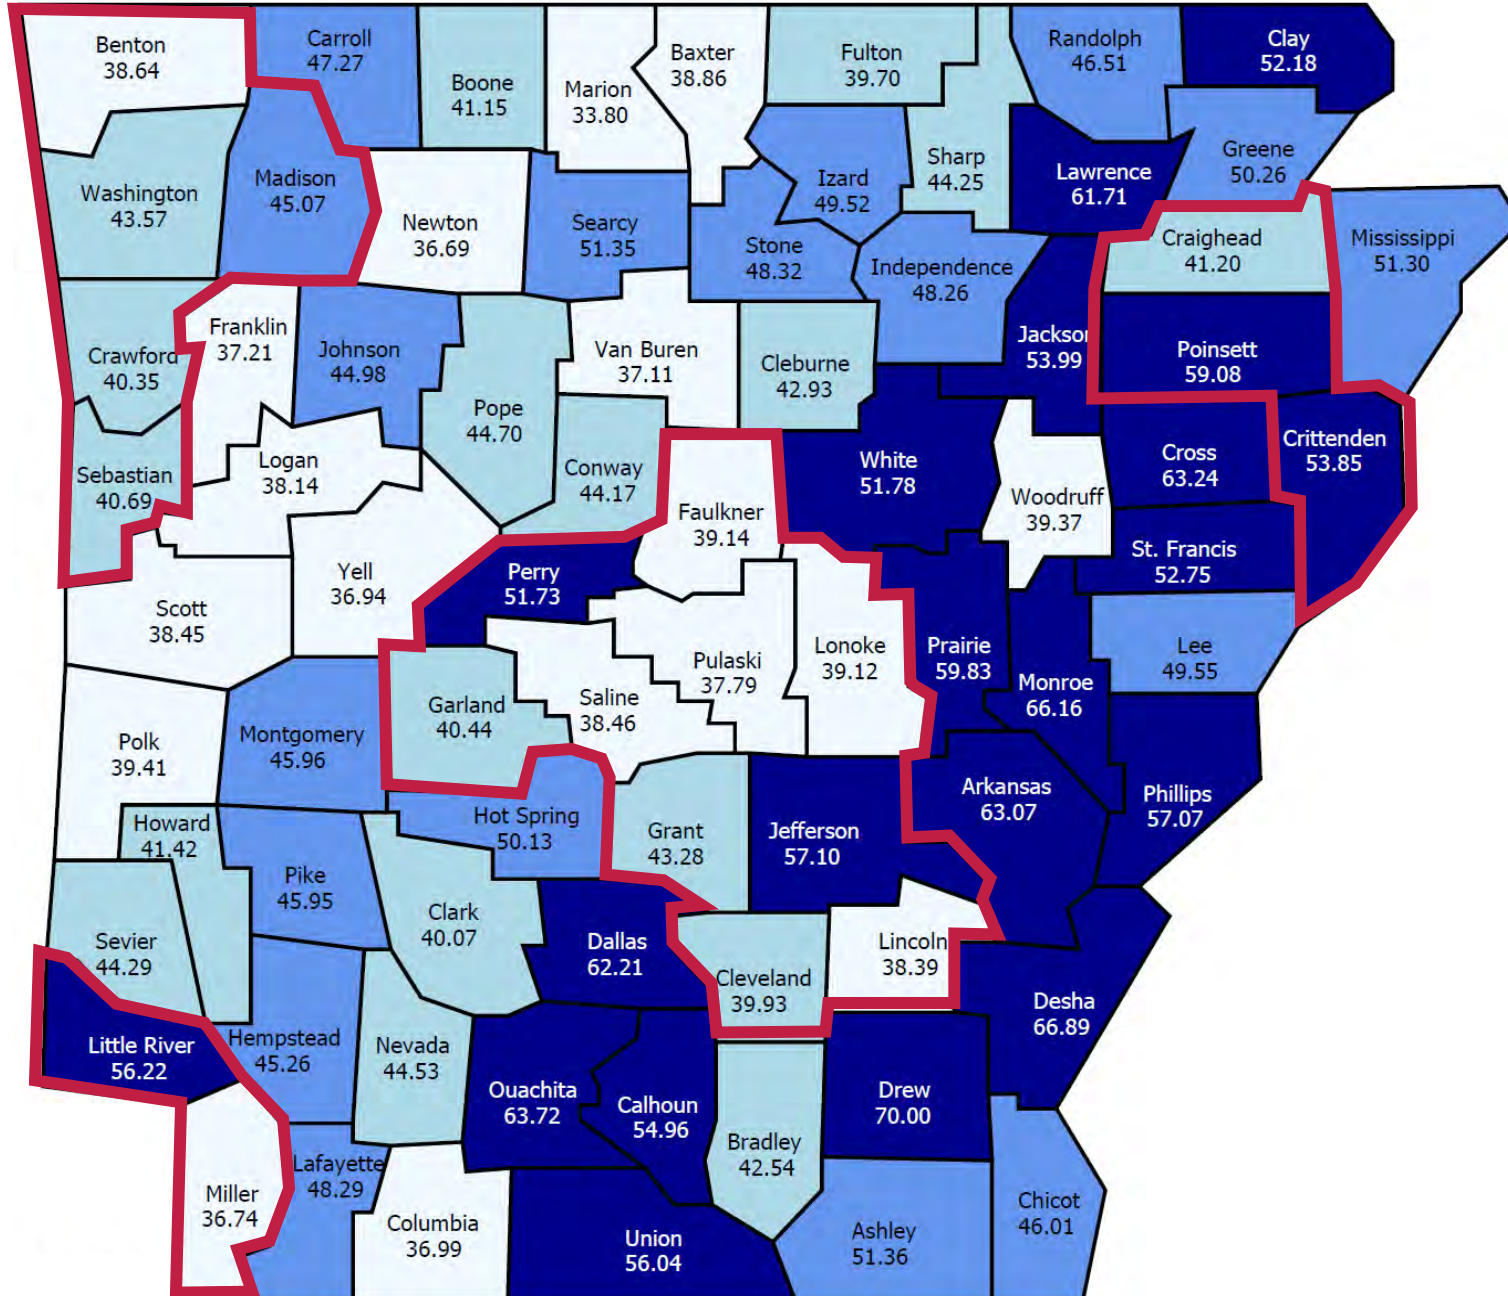 Benton
38.64
Carroll
47.27
Boone
41.15
Marion
33.80
Baxter
38.86
Fulton
39.70
Randolph
46.51
Clay
52.18
Washington
43.57
Madison
45.07
Newton
36.69
Searcy
51.35
Stone
48.32
Izard
49.52
Sharp
44.25
Lawrence
61.71
Greene
50.26
Independence
48.26
Craighead
41.20
Mississippi
51.30
Crawford
40.35
Franklin
37.21
Johnson
44.98
Pope
44.70
Van Buren
37.11
Cleburne
42.93
Jackson
53.99
Poinsett
59.08
Sebastian
40.69
Logan
38.14
Conway
44.17
Faulkner
39.14
White
51.78
Woodruff
39.37
Cross
63.24
Crittenden
53.85
St. Francis
52.75
Scott
38.45
Yell
36.94
Perry
51.73
Saline
38.46
Pulaski
37.79
Lonoke
39.12
Prairie
59.83
Monroe
66.16
Lee
49.55
Polk
39.41
Montgomery
45.96
Garland
40.44
Hot Spring
50.13
Grant
43.28
Jefferson
57.10
Arkansas
63.07
Phillips
57.07
Howard
41.42
Pike
45.95
Clark
40.07
Dallas
62.21
Cleveland
39.93
Lincoln
38.39
Desha
66.89
Sevier
44.29
Little River
56.22
Hempstead
45.26
Nevada
44.53
Ouachita
63.72
Calhoun
54.96
Bradley
42.54
Drew
70.00
Miller
36.74
Lafayette
48.29
Columbia
36.99
Union
56.04
Ashley
51.36
Chicot
46.01